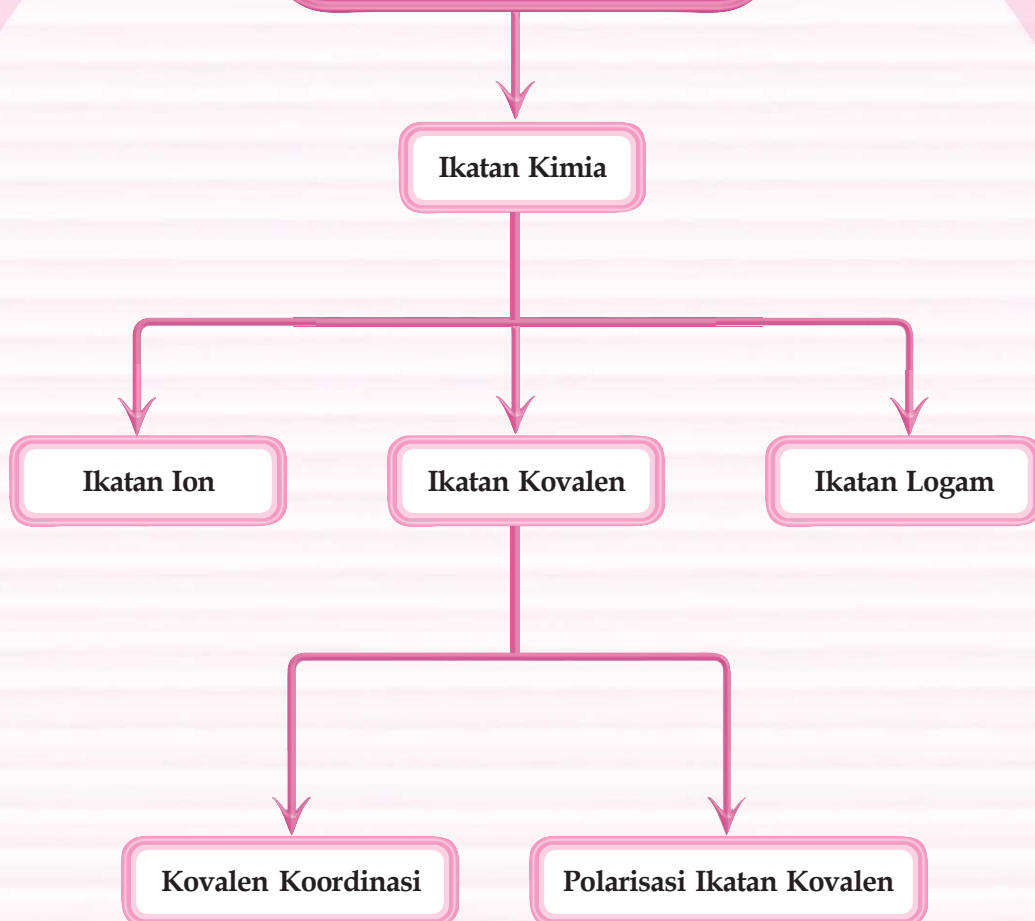 Ikatan Kimia
Ikatan Ion
Ikatan Kovalen
Ikatan Logam
Kovalen Koordinasi
Polarisasi Ikatan Kovalen